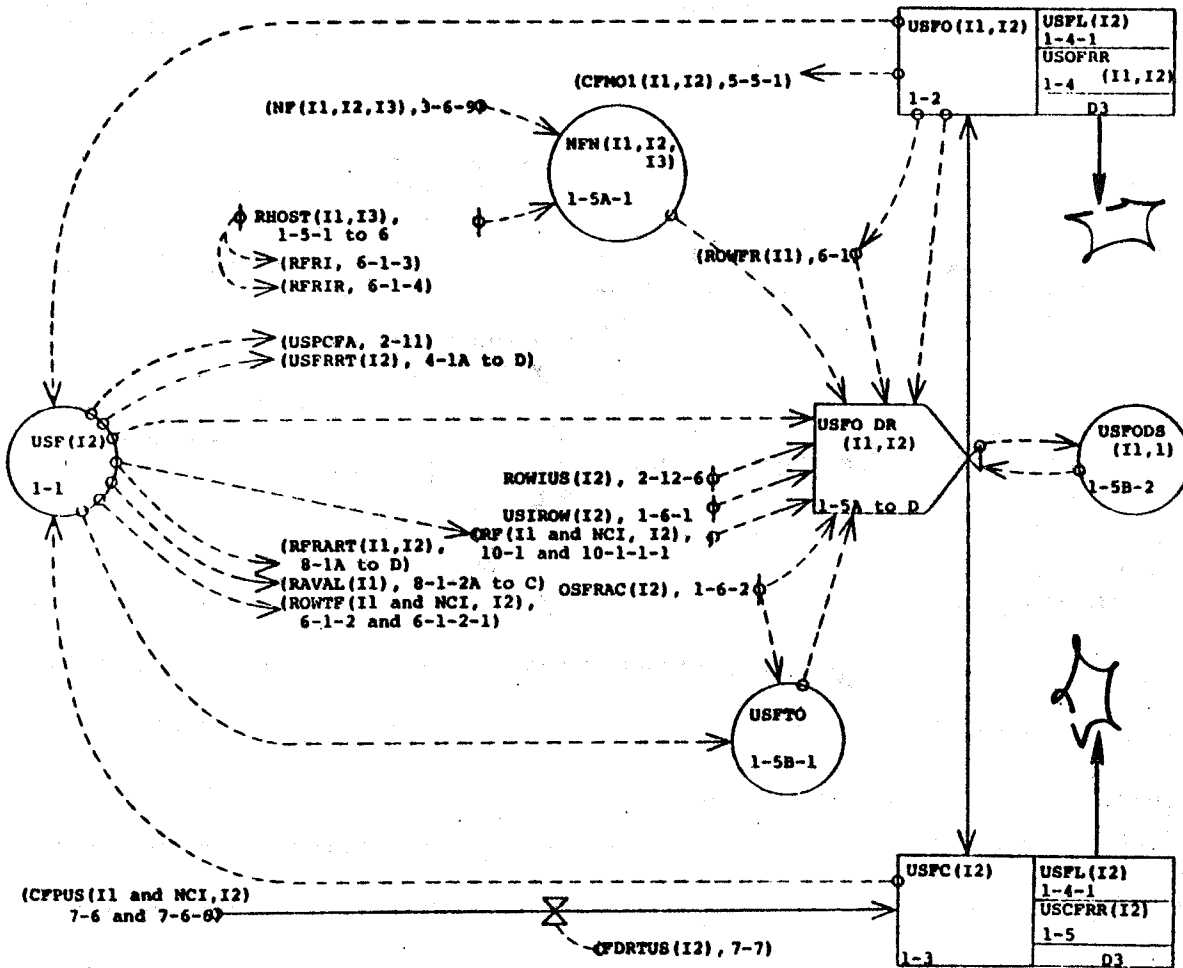 USFO(I1,I2)
USFL(I2)
1-4-1
USOFRR
(I1,I2)
1-4
1-2
D3
(CFMO1(I1,I2),5-5-1)
(NF(I1,I2,I3),3-6-9)
NFN(I1,I2,
I3)
1-5A-1
RHOST(I1,I3),
1-5-1 to 6
(RFRI, 6-1-3)
(RFRIR, 6-1-4)
(ROWFR(I1),6-1)
(USPCFA, 2-11)
(USFRRT(I2), 4-1A to D)
USF(I2)
1-1
USFO DR
(I1,I2)
1-5A to D
USFODS
(I1,1)
1-5B-2
ROWIUS(I2), 2-12-6
USIROW(I2), 1-6-1
(RF(I1 and NCI, I2),
10-1 and 10-1-1-1
(RFRART(I1,I2),
8-1A to D)
(RAVAL(I1), 8-1-2A to C)
OSFRAC(I2), 1-6-2
(ROWTF(I1 and NCI, I2),
6-1-2 and 6-1-2-1)
USFTO
1-5B-1
(CFPUS(I1 and NCI,I2)
7-6 and 7-6-8)
(FDRTUS(I2),7-7)
USFC(I2)
USFL(I2)
1-4-1
USCFRR(I2)
1-5
1-3
D3